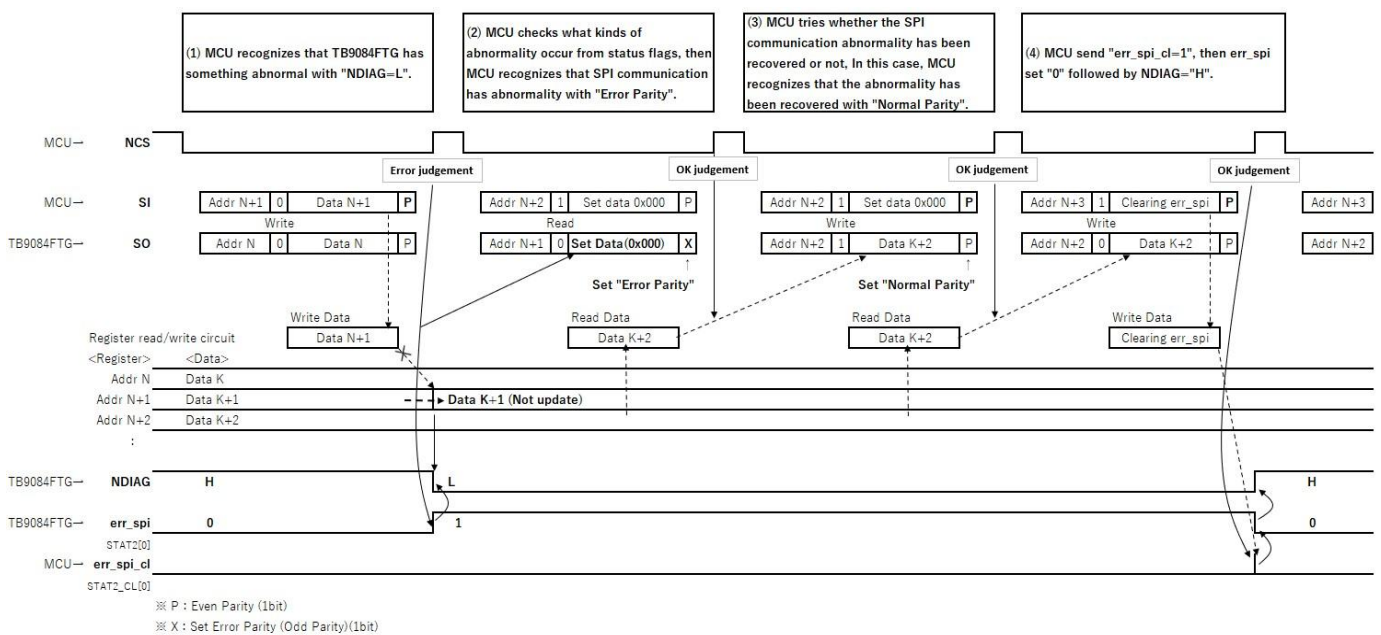 (1) MCU recognizes that TB9084FTG has
something abnormal with "NDIAG=L".
(2) MCU checks what kinds of
abnormality occur from status flags, then
MCU recognizes that SPI communication
has abnormality with "Error Parity".
(3) MCU tries whether the SPI
communication abnormality has been
recovered or not, In this case, MCU
recognizes that the abnormality has
been recovered with "Normal Parity".
(4) MCU send "err_spi_cl=1", then err_spi
set "0" followed by NDIAG="H".
MCU→ NCS
Error judgement
OK judgement
OK judgement
OK judgement
MCU→ SI
Addr N+1 0 Data N+1 P
Addr N+2 1 Set data 0x000 P
Addr N+2 1 Set data 0x000 P
Addr N+3 1 Clearing err_spi P
Addr N+3
Write
Read
Write
Write
TB9084FTG→ SO
Addr N 0 Data N P
Addr N+1 0 Set Data(0x000) X
Addr N+2 1 Data K+2 P
Addr N+2 0 Data K+2 P
Addr N+2
↑
↑
Set "Error Parity"
Set "Normal Parity"
Write Data
Read Data
Read Data
Write Data
Register read/write circuit
Data N+1
Data K+2
Data K+2
Clearing err_spi
<Register> <Data>
Addr N Data K
Addr N+1 Data K+1
Data K+1 (Not update)
Addr N+2 Data K+2
:
TB9084FTG→ NDIAG H L H
TB9084FTG→ err_spi 0 1 0
STAT2[0]
MCU→ err_spi_cl
STAT2_CL[0]
※ P : Even Parity (1bit)
※ X : Set Error Parity (Odd Parity)(1bit)